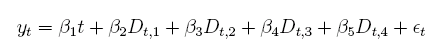 y_t = β_1 t + β_2 D_{t,1} + β_3 D_{t,2} + β_4 D_{t,3} + β_5 D_{t,4} + ϵ_t